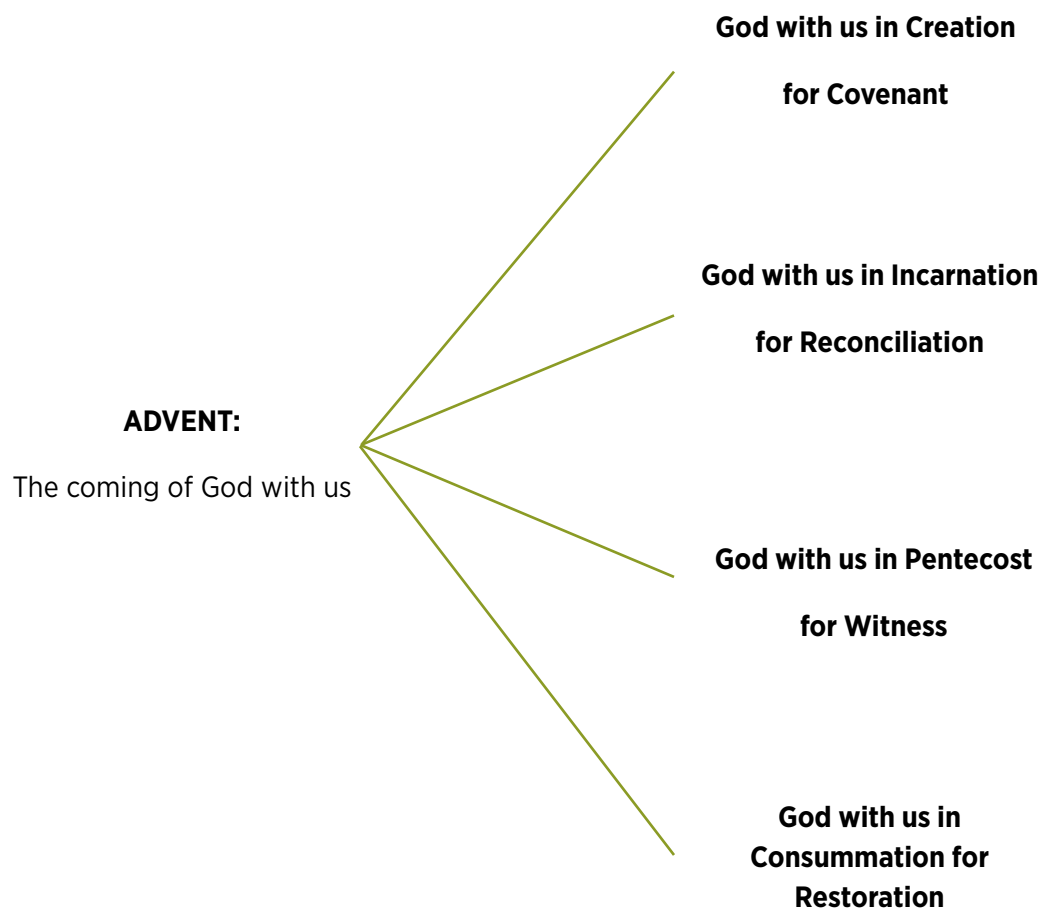 God with us in Creation
for Covenant
God with us in Incarnation
for Reconciliation
ADVENT:
The coming of God with us
God with us in Pentecost
for Witness
God with us in
Consummation for
Restoration